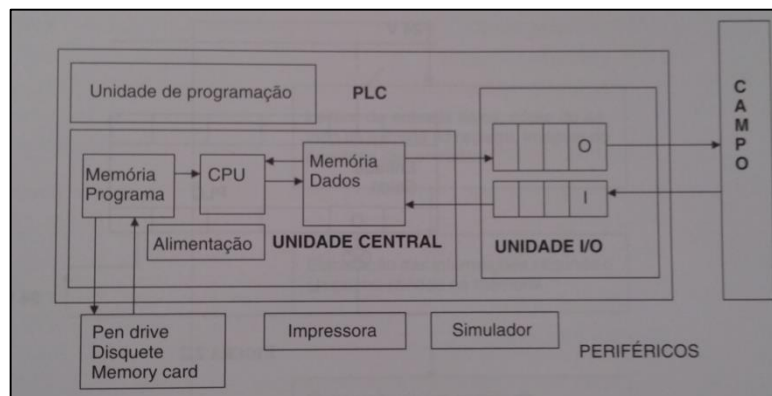 Unidade de programação
PLC
Memória
Programa
CPU
Memória
Dados
Alimentação
UNIDADE CENTRAL
O
I
UNIDADE I/O
CAMPO
Pen drive
Disquete
Memory card
Impressora
Simulador
PERIFÉRICOS